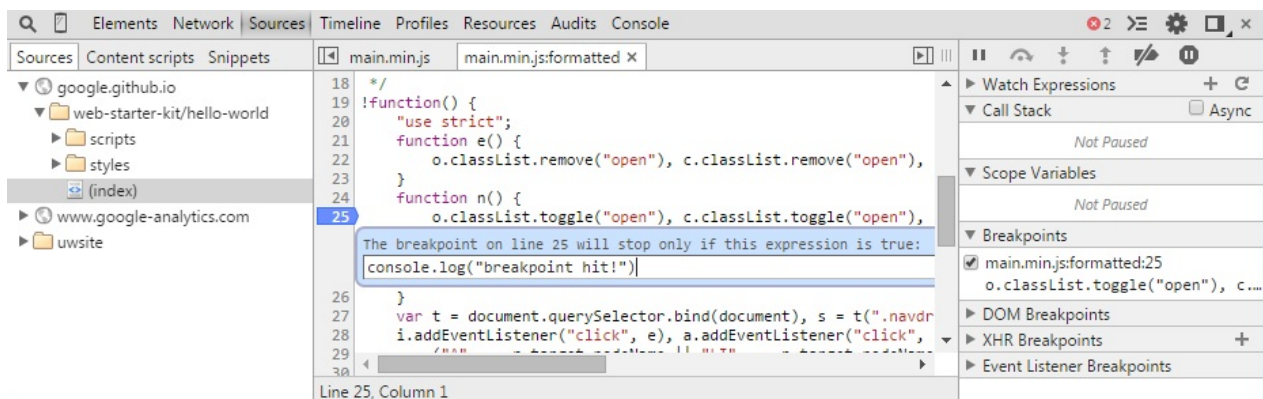 Elements Network Sources Timeline Profiles Resources Audits Console 2
Sources Content scripts Snippets
google.github.io
web-starter-kit/hello-world
scripts
styles
(index)
www.google-analytics.com
uwsite
main.min.js main.min.js:formatted ×
18 */
19 !function() {
20 "use strict";
21 function e() {
22 o.classList.remove("open"), c.classList.remove("open"),
23 }
24 function n() {
25 o.classList.toggle("open"), c.classList.toggle("open"),
The breakpoint on line 25 will stop only if this expression is true:
console.log("breakpoint hit!")
26 }
27 var t = document.querySelector.bind(document), s = t(".navdr
28 i.addEventListener("click", e), a.addEventListener("click",
29
30
Line 25, Column 1
Watch Expressions
Call Stack Async
Not Paused
Scope Variables
Not Paused
Breakpoints
main.min.js:formatted:25
o.classList.toggle("open"), c.…
DOM Breakpoints
XHR Breakpoints
Event Listener Breakpoints